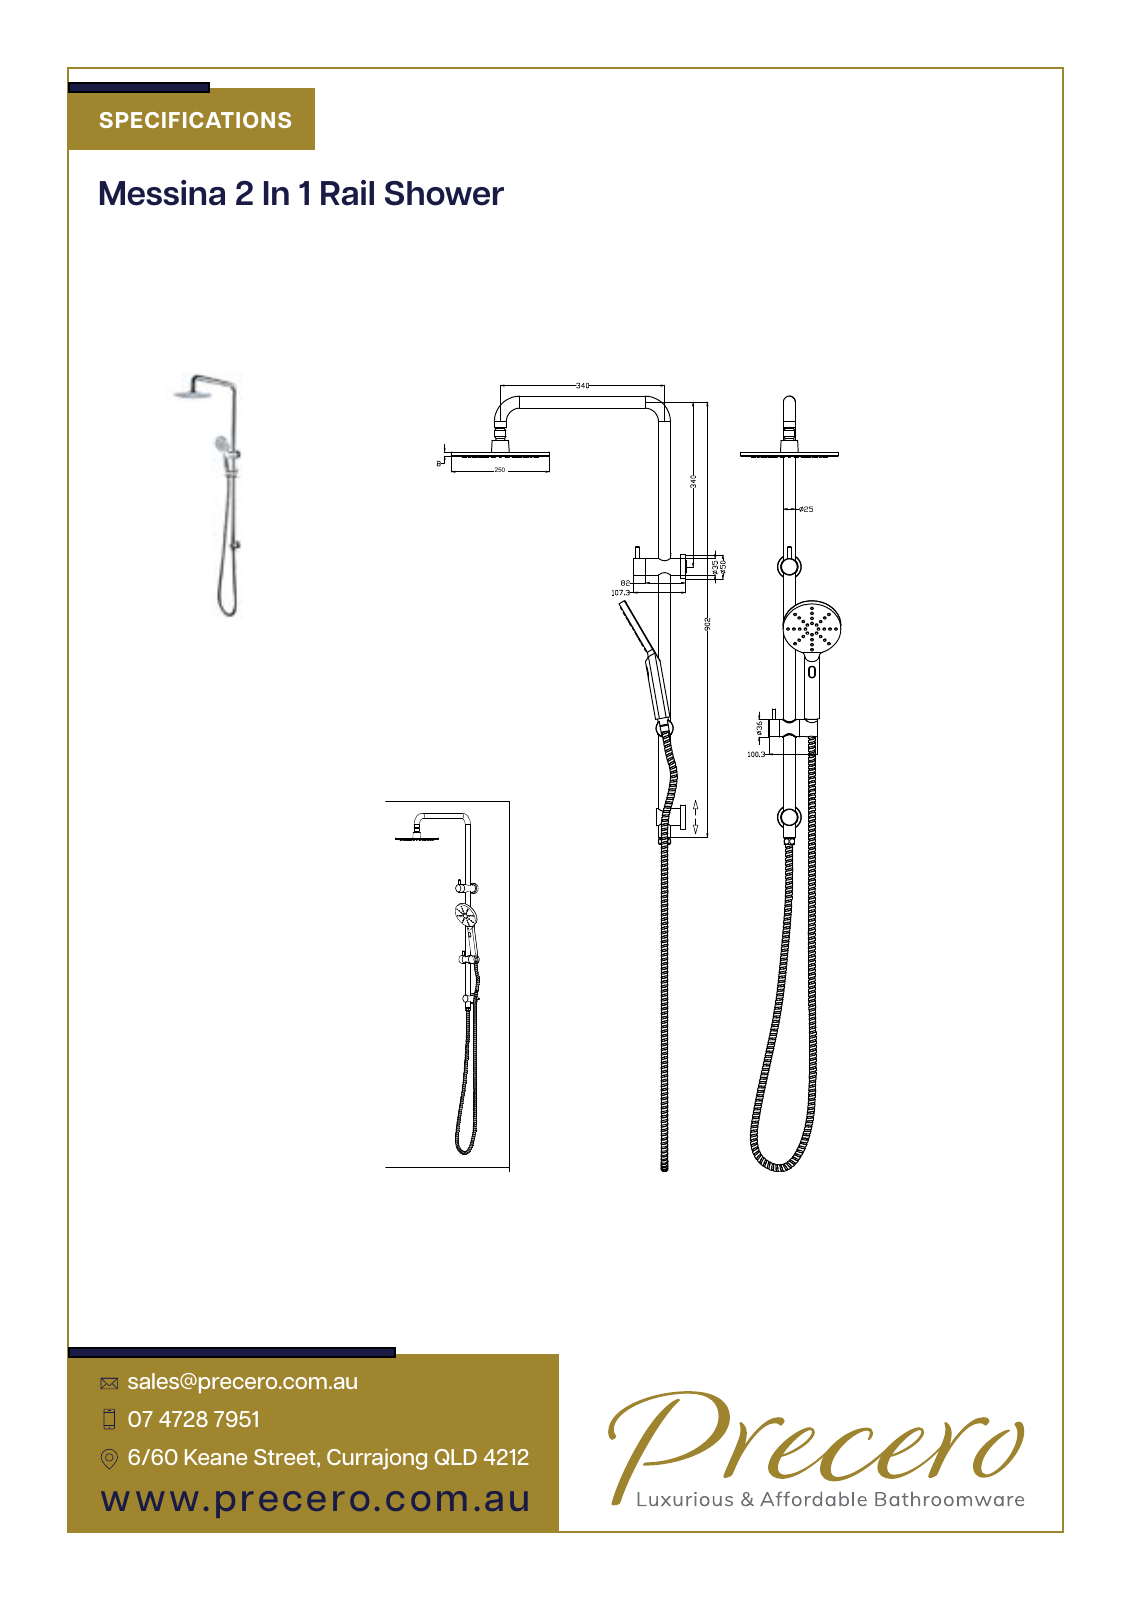 SPECIFICATIONS
Messina 2 In 1 Rail Shower
340
8
250
340
Ø25
Ø35
Ø50
82
107.3
902
Ø36
100.3
sales@precero.com.au
07 4728 7951
6/60 Keane Street, Currajong QLD 4212
www.precero.com.au
Precero
Luxurious & Affordable Bathroomware